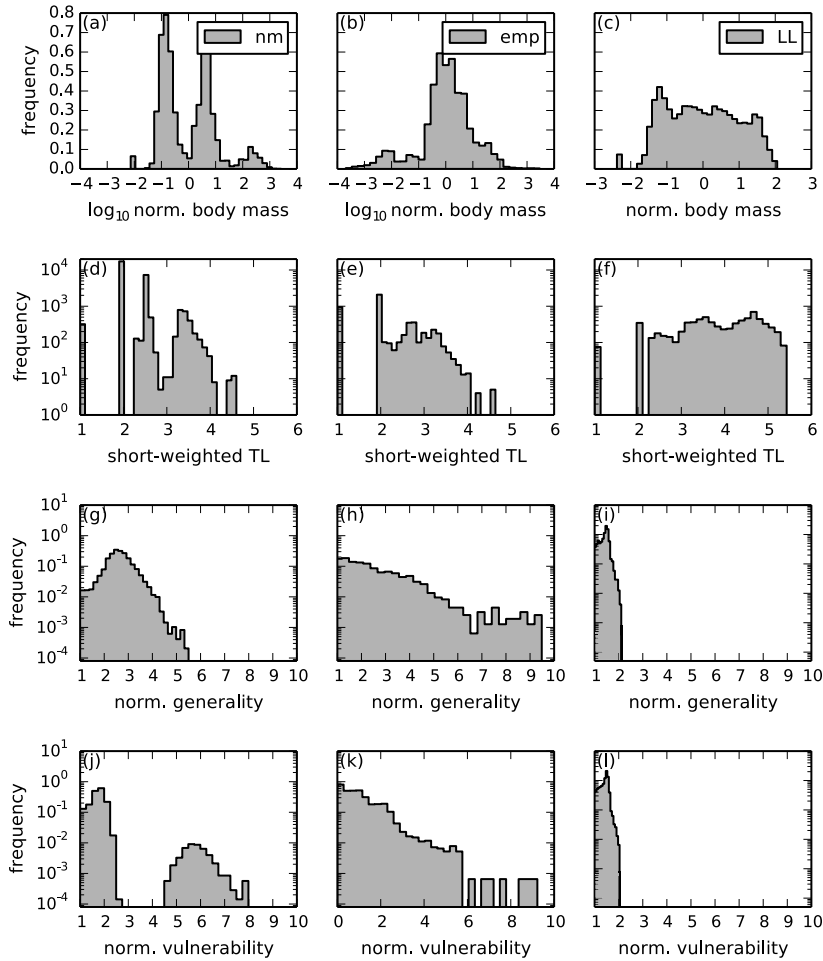 (a) nm
(b) emp
(c) LL
frequency
0.8
0.7
0.6
0.5
0.4
0.3
0.2
0.1
0.0
−4 −3 −2 −1 0 1 2 3 4
−4 −3 −2 −1 0 1 2 3 4
−3 −2 −1 0 1 2 3
log10 norm. body mass
log10 norm. body mass
norm. body mass
(d)
(e)
(f)
frequency
10^4
10^3
10^2
10^1
10^0
1 2 3 4 5 6
1 2 3 4 5 6
1 2 3 4 5 6
short-weighted TL
short-weighted TL
short-weighted TL
(g)
(h)
(i)
frequency
10^1
10^0
10^-1
10^-2
10^-3
10^-4
1 2 3 4 5 6 7 8 9 10
1 2 3 4 5 6 7 8 9 10
1 2 3 4 5 6 7 8 9 10
norm. generality
norm. generality
norm. generality
(j)
(k)
(l)
frequency
10^1
10^0
10^-1
10^-2
10^-3
10^-4
1 2 3 4 5 6 7 8 9 10
0 2 4 6 8 10
1 2 3 4 5 6 7 8 9 10
norm. vulnerability
norm. vulnerability
norm. vulnerability